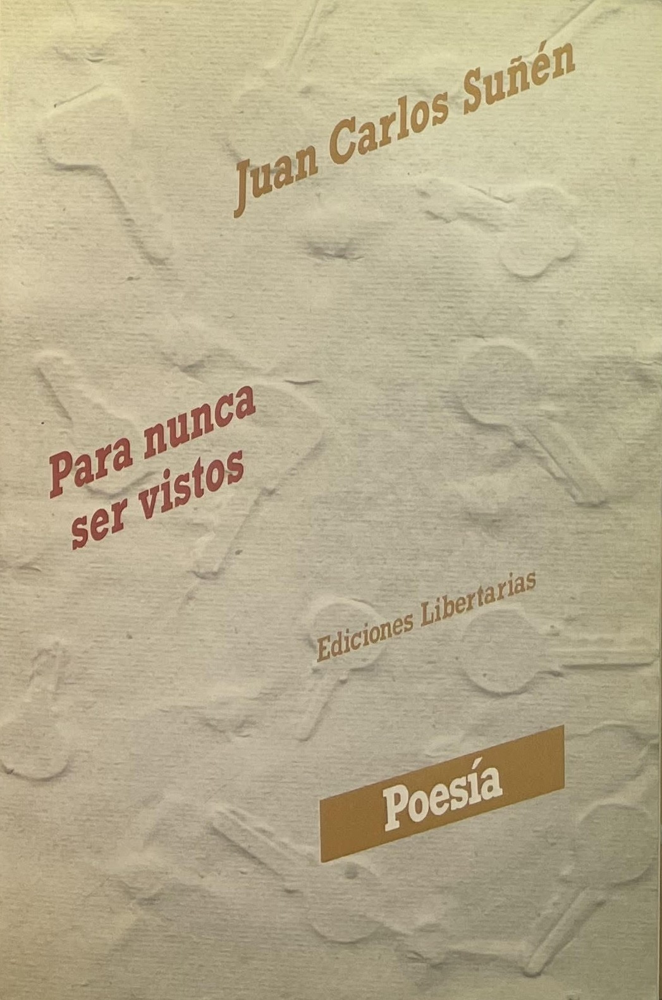 Juan Carlos Suñén
Para nunca
ser vistos
Ediciones Libertarias
Poesía